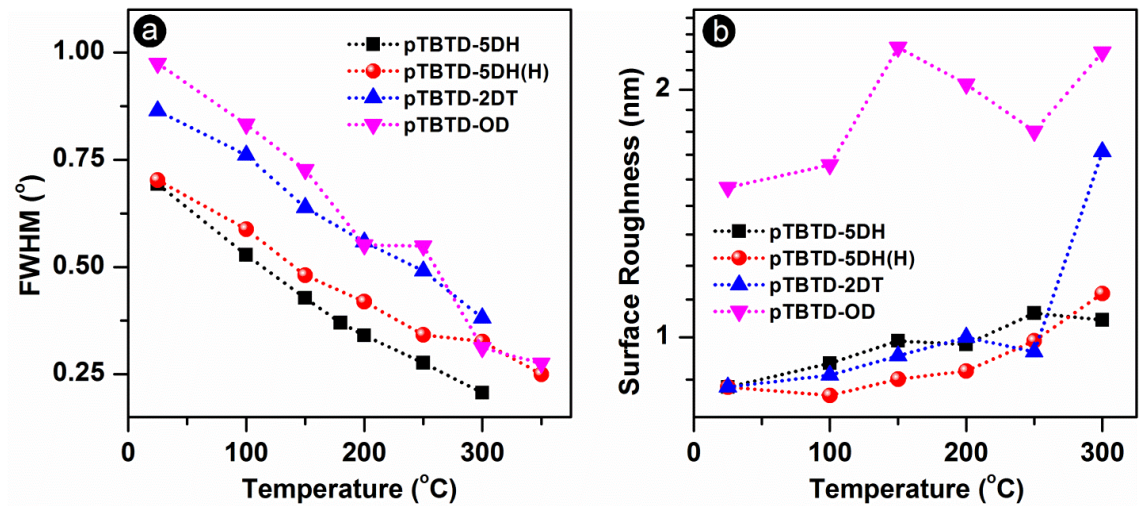 a
1.00
0.75
0.50
0.25
FWHM (°)
pTBTD-5DH
pTBTD-5DH(H)
pTBTD-2DT
pTBTD-OD
0
100
200
300
Temperature (°C)
b
2
1
Surface Roughness (nm)
pTBTD-5DH
pTBTD-5DH(H)
pTBTD-2DT
pTBTD-OD
0
100
200
300
Temperature (°C)